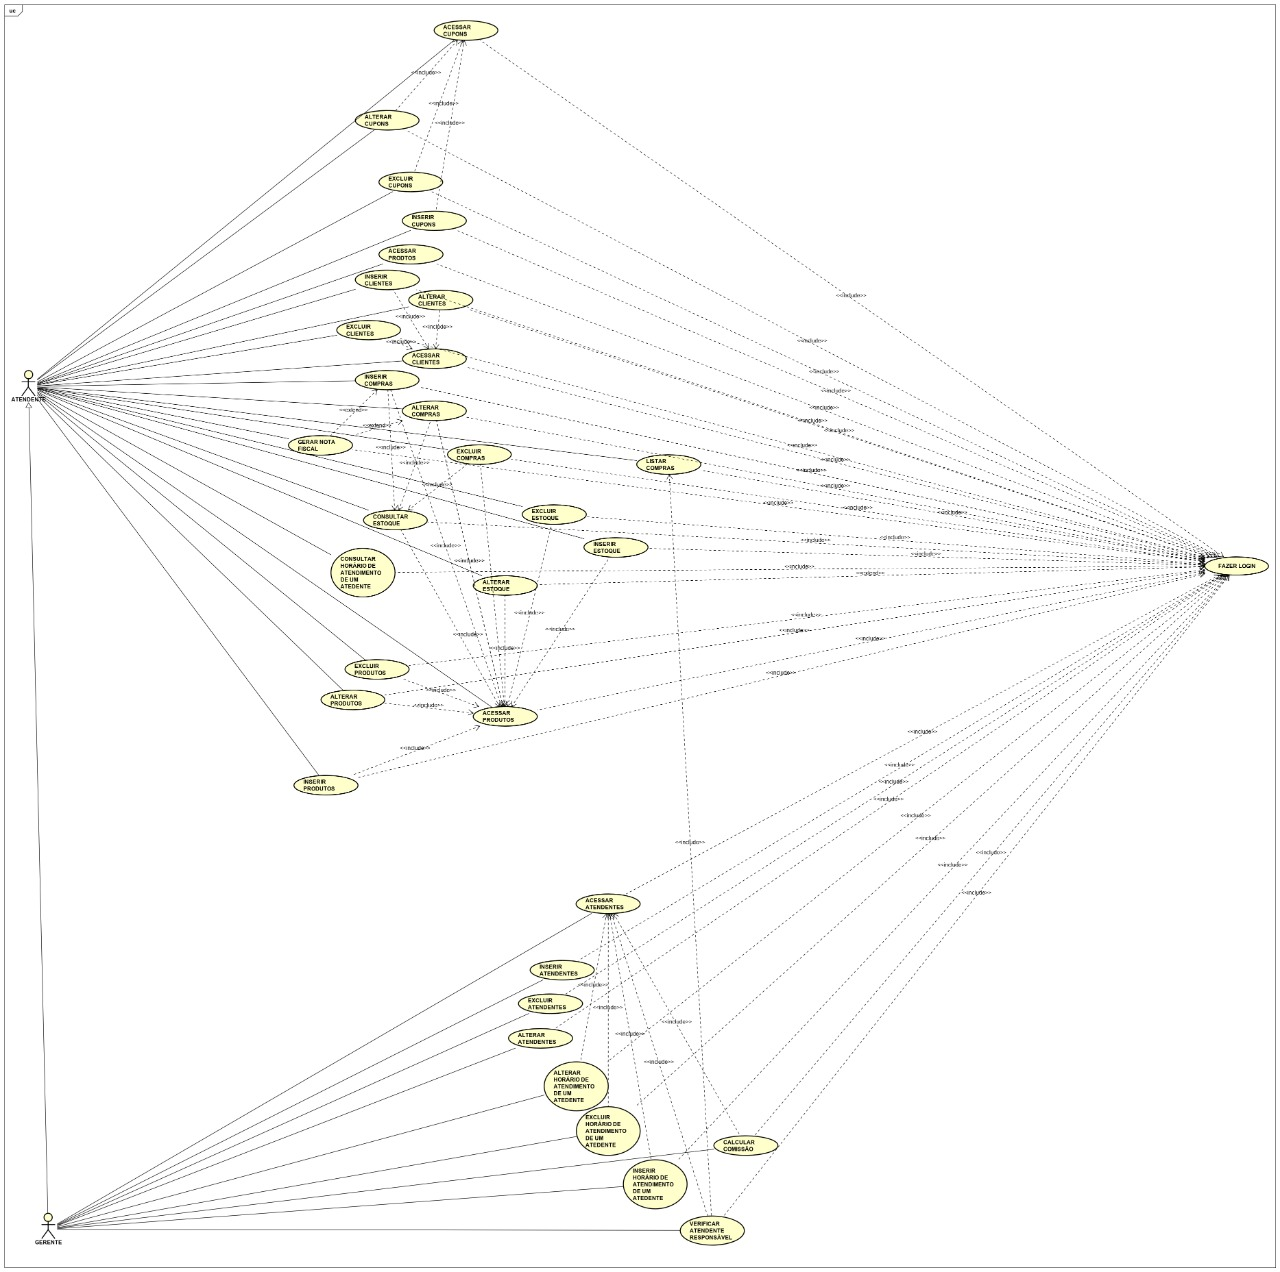 uc
ACESSAR
CUPONS
<<include>>
<<include>>
<<include>>
ALTERAR
CUPONS
EXCLUIR
CUPONS
INSERIR
CUPONS
ACESSAR
PRODTOS
INSERIR
CLIENTES
ALTERAR
CLIENTES
<<include>>
<<include>>
<<include>>
EXCLUIR
CLIENTES
<<include>>
<<include>>
ACESSAR
CLIENTES
<<include>>
ATENDENTE
INSERIR
COMPRAS
<<include>>
<<include>>
<<extend>>
ALTERAR
COMPRAS
<<include>>
<<extend>>
<<include>>
GERAR NOTA
FISCAL
<<include>>
<<include>>
EXCLUIR
COMPRAS
<<include>>
<<include>>
LISTAR
COMPRAS
<<include>>
<<include>>
<<include>>
<<include>>
<<include>>
CONSULTAR
ESTOQUE
EXCLUIR
ESTOQUE
<<include>>
<<include>>
<<include>>
INSERIR
ESTOQUE
<<include>>
<<include>>
CONSULTAR
HORÁRIO DE
ATENDIMENTO
DE UM
ATEDENTE
<<include>>
FAZER LOGIN
ALTERAR
ESTOQUE
<<include>>
<<include>>
<<include>>
<<include>>
<<include>>
<<include>>
<<include>>
EXCLUIR
PRODUTOS
<<include>>
<<include>>
ALTERAR
PRODUTOS
<<include>>
ACESSAR
PRODUTOS
<<include>>
<<include>>
INSERIR
PRODUTOS
<<include>>
<<include>>
<<include>>
<<include>>
<<include>>
<<include>>
<<include>>
<<include>>
<<include>>
ACESSAR
ATENDENTES
INSERIR
ATENDENTES
<<include>>
EXCLUIR
ATENDENTES
<<include>>
<<include>>
ALTERAR
ATENDENTES
<<include>>
<<include>>
ALTERAR
HORÁRIO DE
ATENDIMENTO
DE UM
ATEDENTE
EXCLUIR
HORÁRIO DE
ATENDIMENTO
DE UM
ATEDENTE
CALCULAR
COMISSÃO
INSERIR
HORÁRIO DE
ATENDIMENTO
DE UM
ATEDENTE
VERIFICAR
ATENDENTE
RESPONSÁVEL
GERENTE